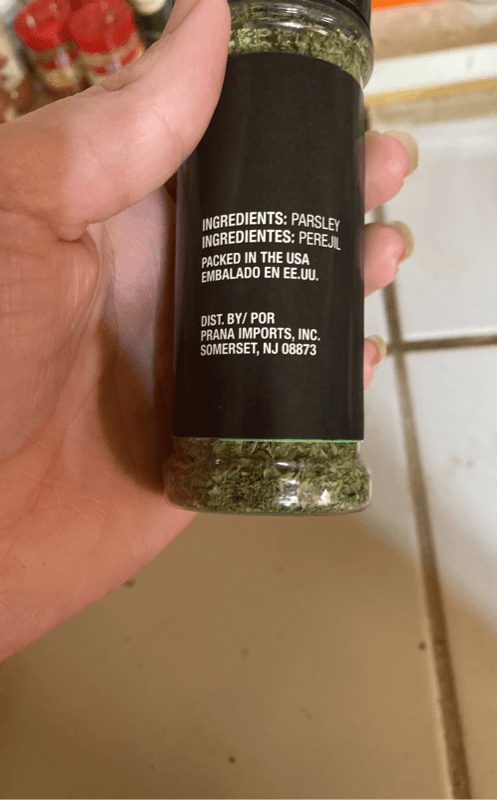 INGREDIENTS: PARSLEY
INGREDIENTES: PEREJIL
PACKED IN THE USA
EMBALADO EN EE.UU.
DIST. BY/ POR
PRANA IMPORTS, INC.
SOMERSET, NJ 08873